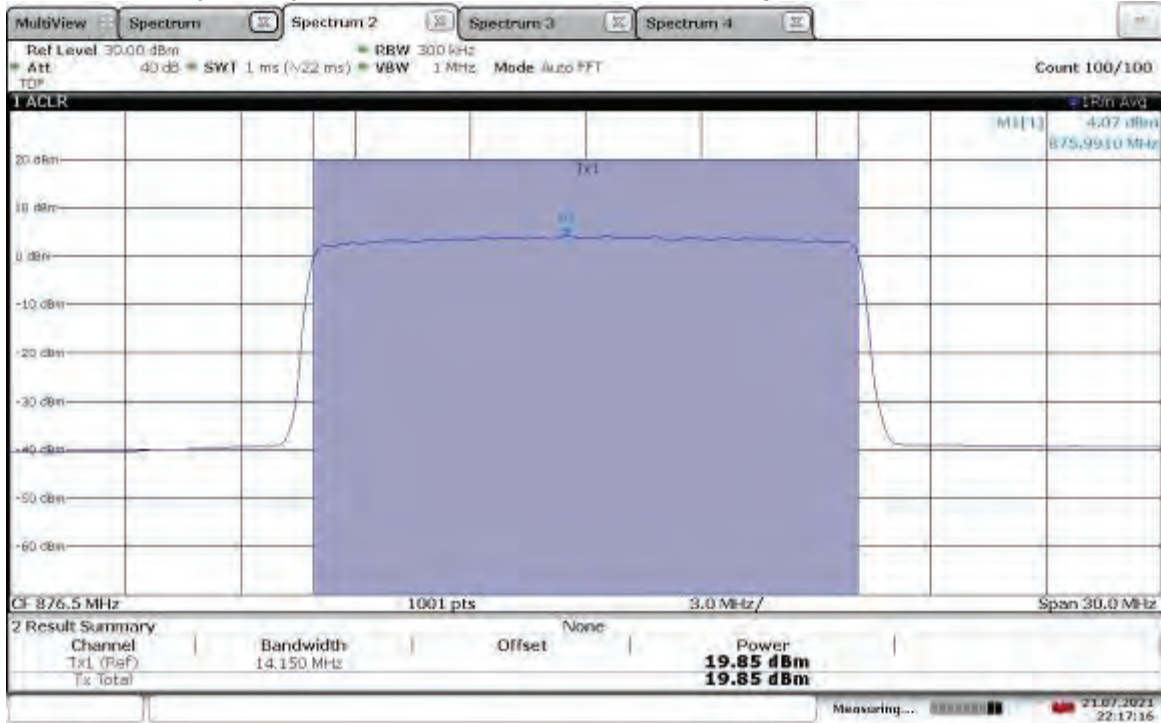 MultiView Spectrum Spectrum 2 Spectrum 3 Spectrum 4
Ref Level 30.00 dBm RBW 300 kHz
Att 40 dB SWT 1 ms (~22 ms) VBW 1 MHz Mode Auto FFT Count 100/100
TDF
1 ACLR 1Rm Avg
M1[1] 4.07 dBm
875.9910 MHz
20 dBm
Tx1
10 dBm
M1
0 dBm
-10 dBm
-20 dBm
-30 dBm
-40 dBm
-50 dBm
-60 dBm
CF 876.5 MHz 1001 pts 3.0 MHz/ Span 30.0 MHz
2 Result Summary None
Channel Bandwidth Offset Power
Tx1 (Ref) 14.150 MHz 19.85 dBm
Tx Total 19.85 dBm
Measuring... 21.07.2021
22:17:16